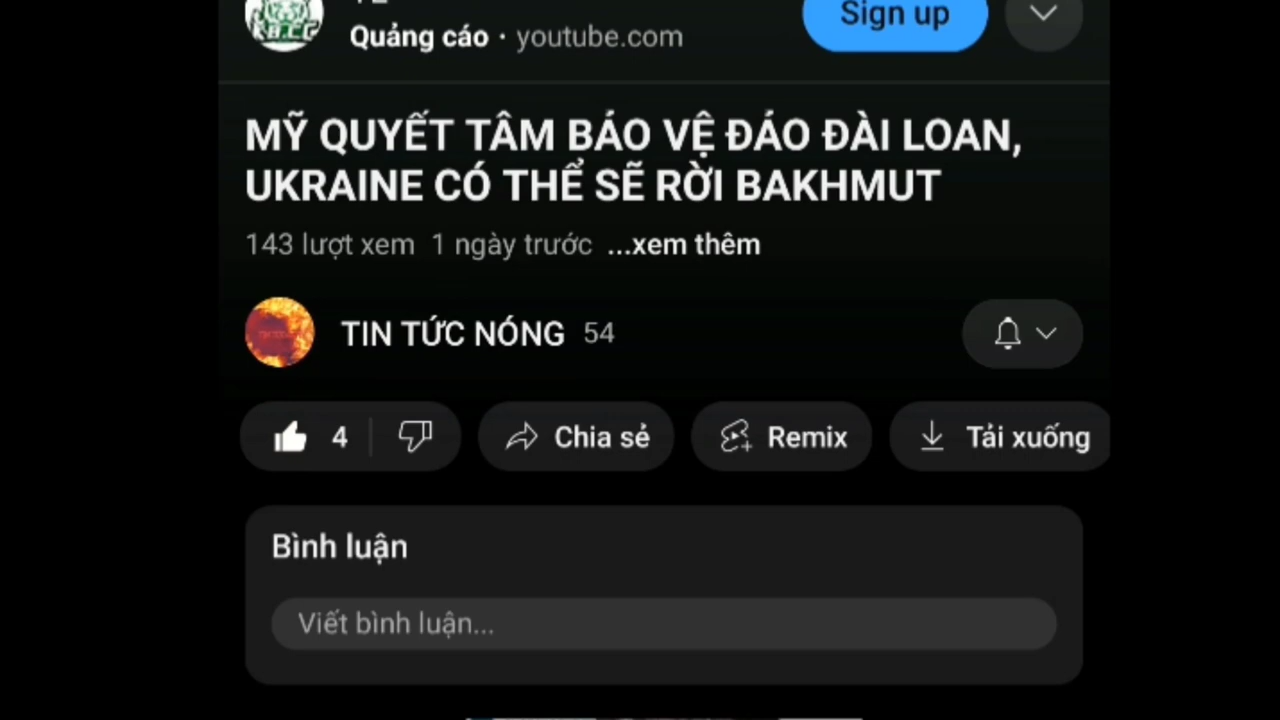 Sign up
Quảng cáo · youtube.com
MỸ QUYẾT TÂM BẢO VỆ ĐẢO ĐÀI LOAN,
UKRAINE CÓ THỂ SẼ RỜI BAKHMUT
143 lượt xem 1 ngày trước ...xem thêm
TIN TỨC NÓNG 54
4 Chia sẻ Remix Tải xuống
Bình luận
Viết bình luận...